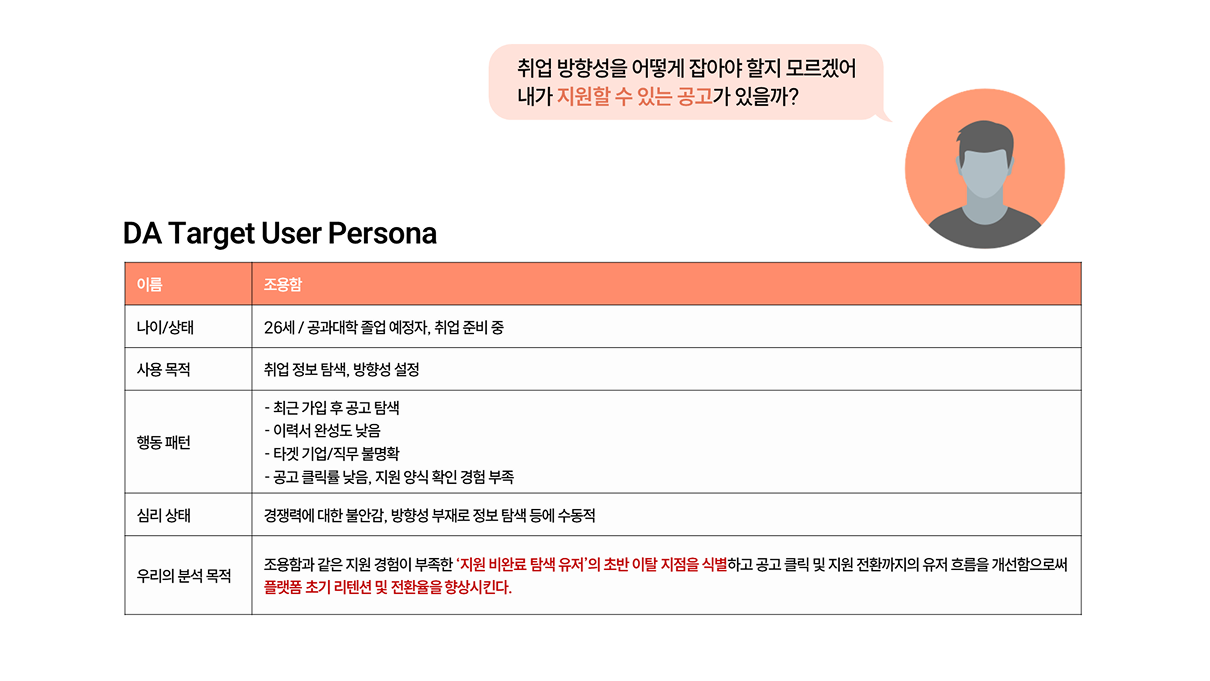 취업 방향성을 어떻게 잡아야 할지 모르겠어
내가 지원할 수 있는 공고가 있을까?
DA Target User Persona
이름
조용함
나이/상태
26세 / 공과대학 졸업 예정자, 취업 준비 중
사용 목적
취업 정보 탐색, 방향성 설정
행동 패턴
- 최근 가입 후 공고 탐색
- 이력서 완성도 낮음
- 타겟 기업/직무 불명확
- 공고 클릭률 낮음, 지원 양식 확인 경험 부족
심리 상태
경쟁력에 대한 불안감, 방향성 부재로 정보 탐색 등에 수동적
우리의 분석 목적
조용함과 같은 지원 경험이 부족한 ‘지원 비완료 탐색 유저’의 초반 이탈 지점을 식별하고 공고 클릭 및 지원 전환까지의 유저 흐름을 개선함으로써
플랫폼 초기 리텐션 및 전환율을 향상시킨다.